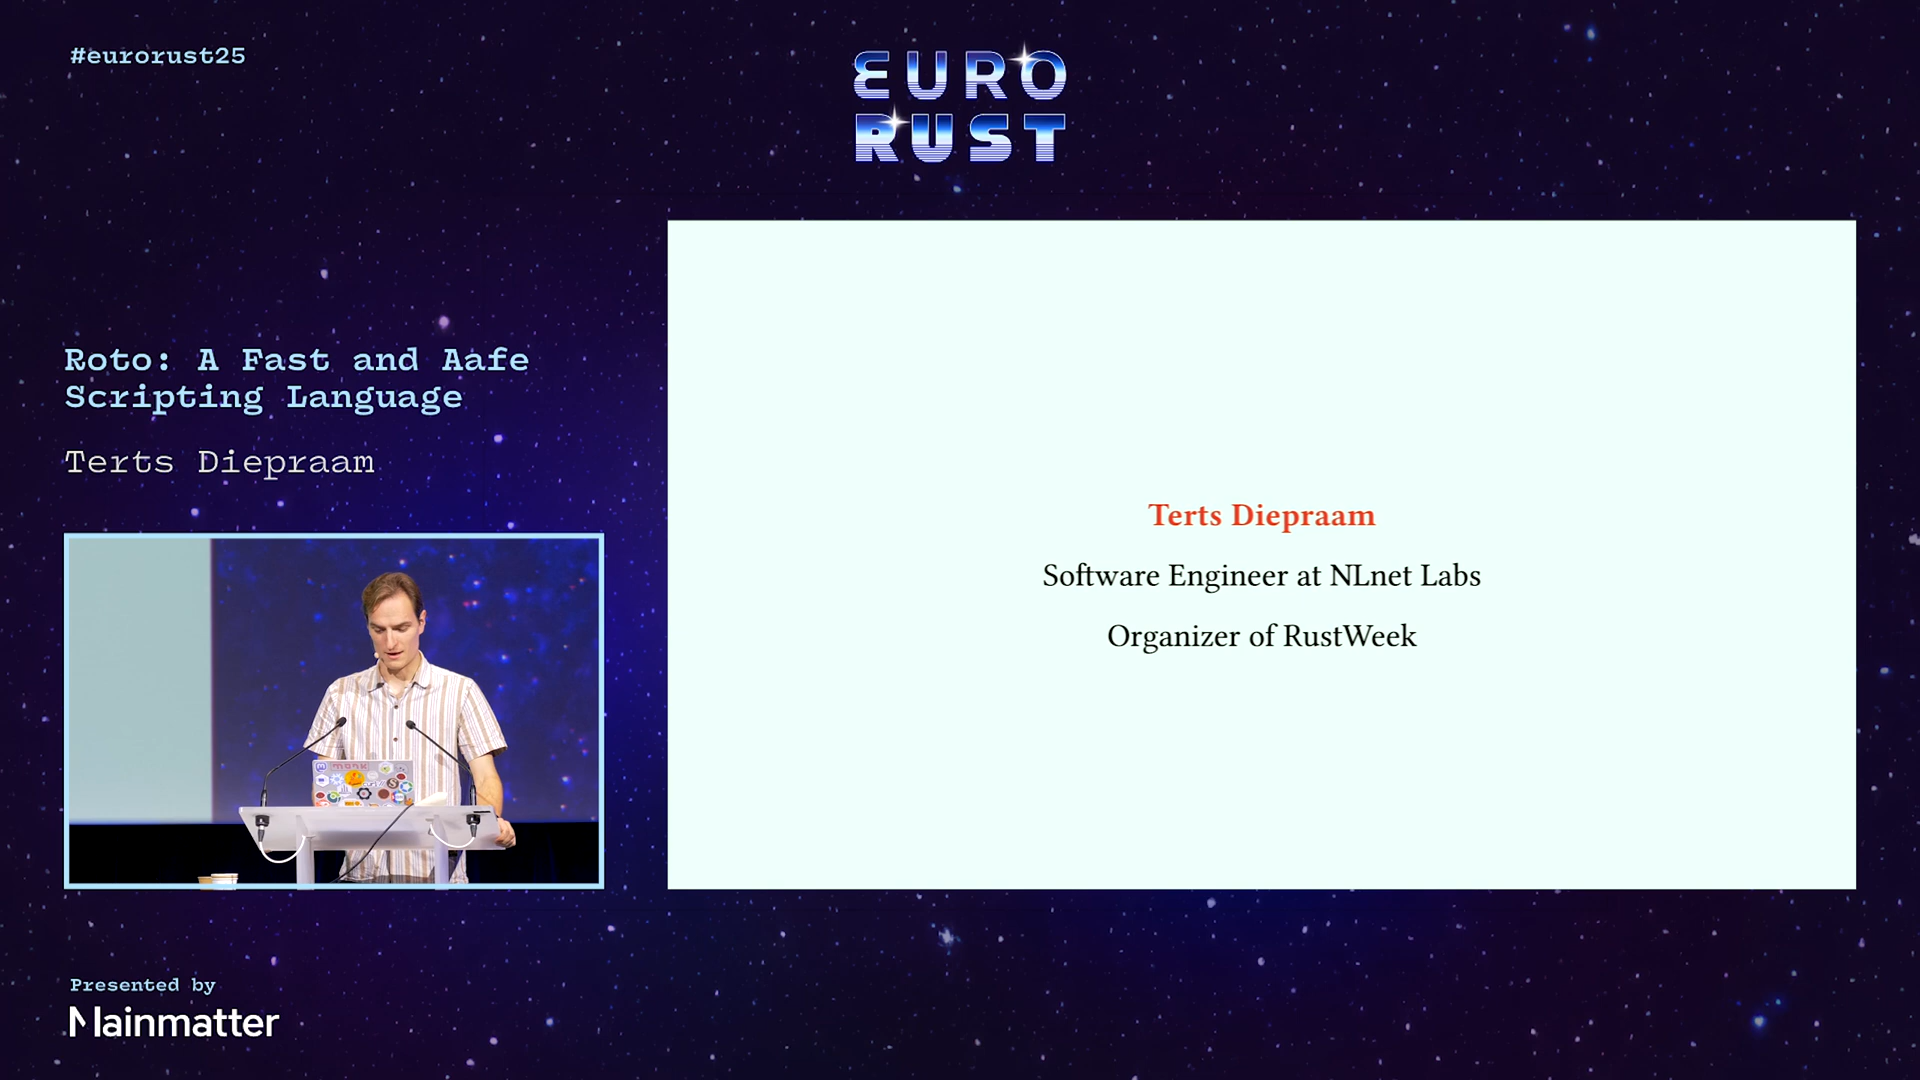 #eurorust25
EURO
RUST
Roto: A Fast and Aafe
Scripting Language
Terts Diepraam
Terts Diepraam
Software Engineer at NLnet Labs
Organizer of RustWeek
Presented by
Mainmatter